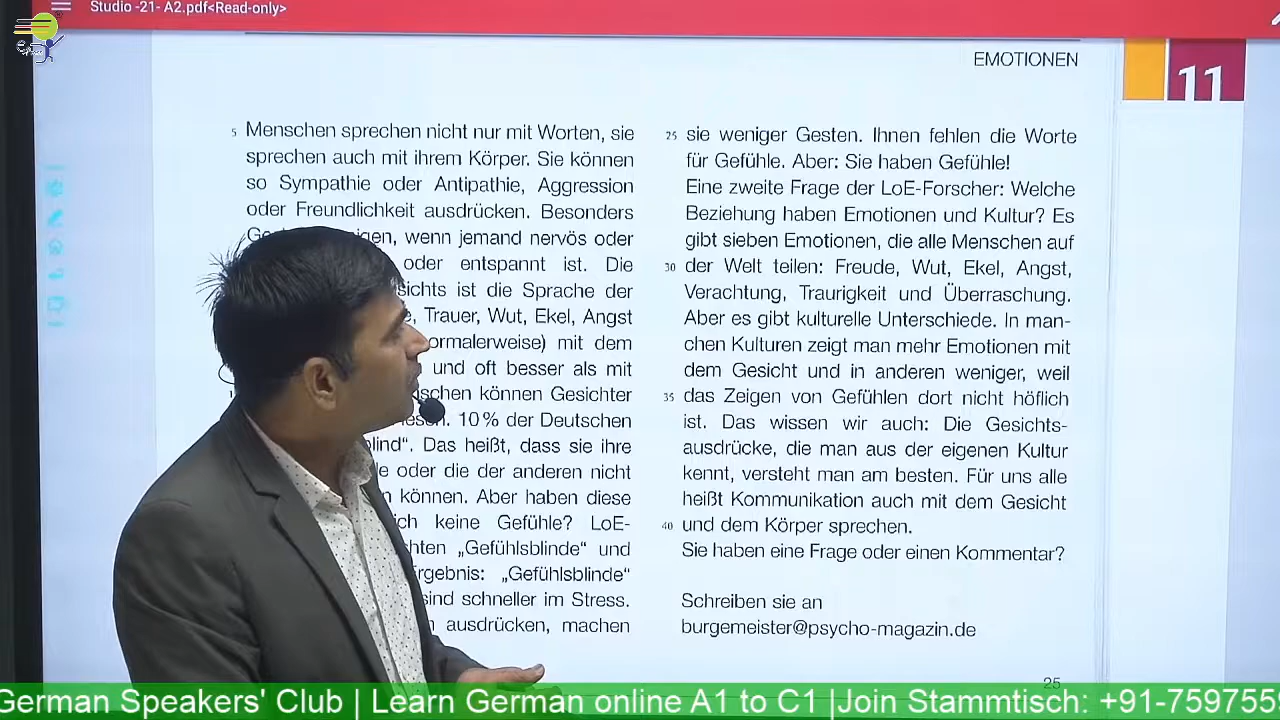 Studio -21- A2.pdf<Read-only>
EMOTIONEN
11
5 Menschen sprechen nicht nur mit Worten, sie
sprechen auch mit ihrem Körper. Sie können
so Sympathie oder Antipathie, Aggression
oder Freundlichkeit ausdrücken. Besonders
igen, wenn jemand nervös oder
oder entspannt ist. Die
sichts ist die Sprache der
e, Trauer, Wut, Ekel, Angst
ormalerweise) mit dem
und oft besser als mit
schen können Gesichter
lesen. 10 % der Deutschen
blind“. Das heißt, dass sie ihre
le oder die der anderen nicht
n können. Aber haben diese
ich keine Gefühle? LoE-
hten „Gefühlsblinde“ und
rgebnis: „Gefühlsblinde“
sind schneller im Stress.
ausdrücken, machen
25 sie weniger Gesten. Ihnen fehlen die Worte
für Gefühle. Aber: Sie haben Gefühle!
Eine zweite Frage der LoE-Forscher: Welche
Beziehung haben Emotionen und Kultur? Es
gibt sieben Emotionen, die alle Menschen auf
30 der Welt teilen: Freude, Wut, Ekel, Angst,
Verachtung, Traurigkeit und Überraschung.
Aber es gibt kulturelle Unterschiede. In man-
chen Kulturen zeigt man mehr Emotionen mit
dem Gesicht und in anderen weniger, weil
35 das Zeigen von Gefühlen dort nicht höflich
ist. Das wissen wir auch: Die Gesichts-
ausdrücke, die man aus der eigenen Kultur
kennt, versteht man am besten. Für uns alle
heißt Kommunikation auch mit dem Gesicht
40 und dem Körper sprechen.
Sie haben eine Frage oder einen Kommentar?
Schreiben sie an
burgemeister@psycho-magazin.de
25
German Speakers' Club | Learn German online A1 to C1 |Join Stammtisch: +91-759755